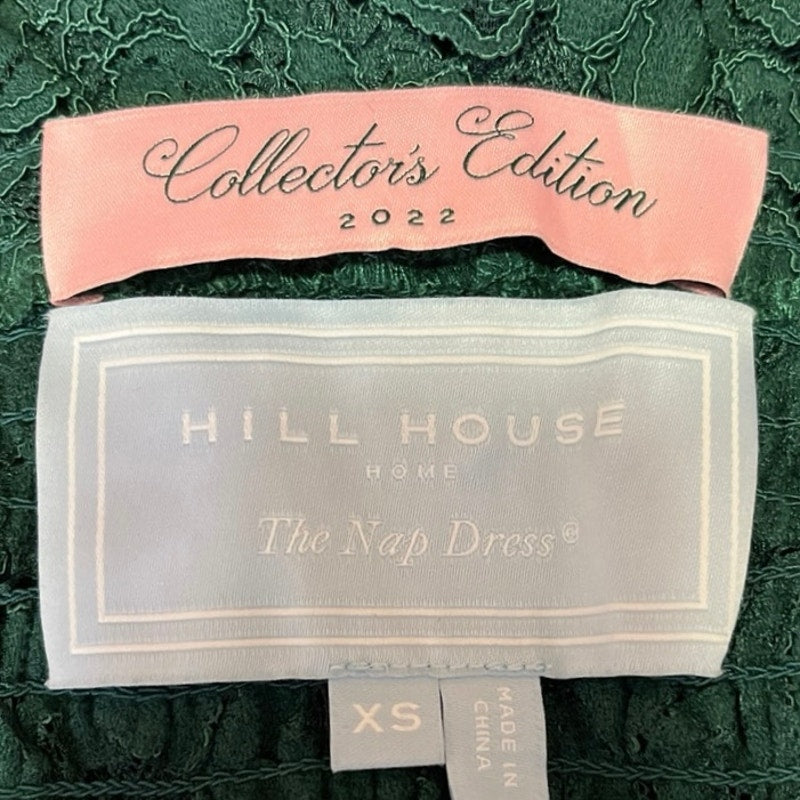 Collector's Edition
2022
HILL HOUSE
HOME
The Nap Dress®
XS
MADE IN
CHINA